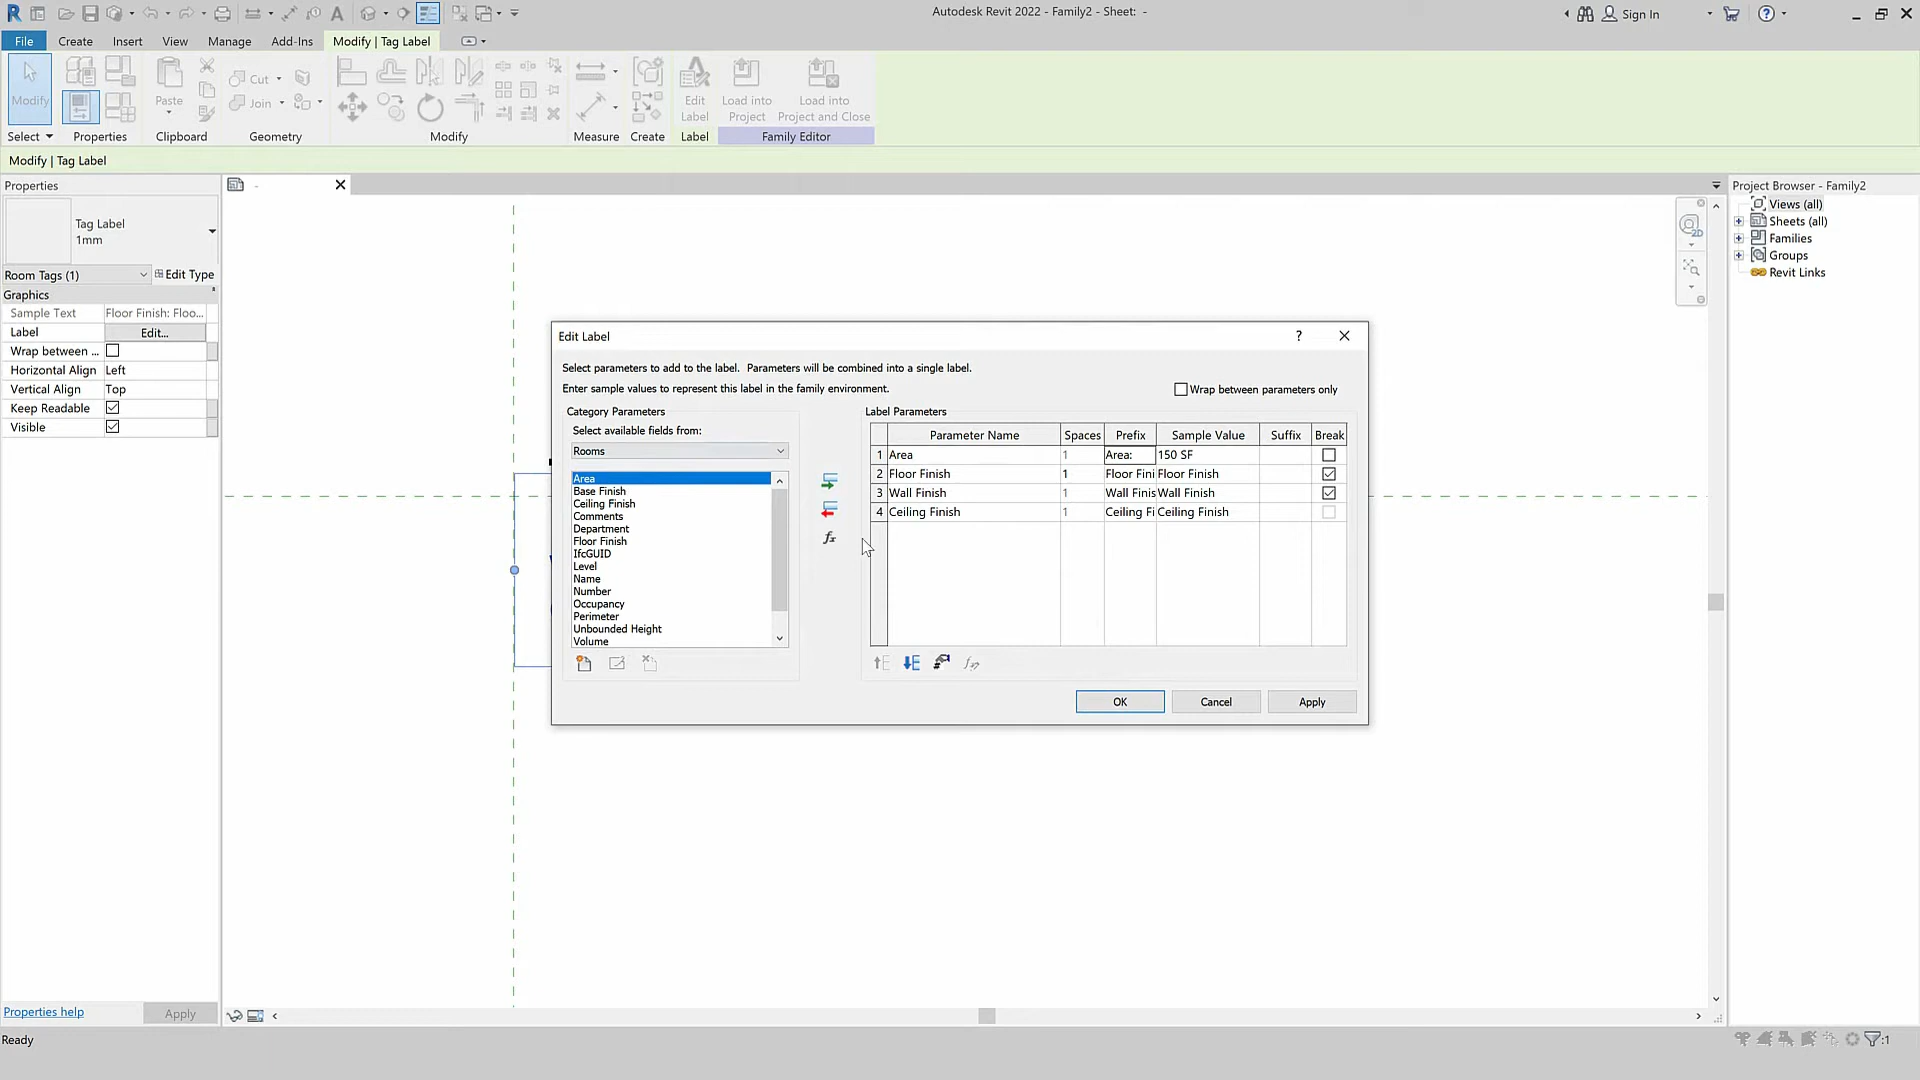 Autodesk Revit 2022 - Family2 - Sheet: -
Sign In
File Create Insert View Manage Add-Ins Modify | Tag Label
Modify
Paste
Cut
Join
Edit Label
Load into Project
Load into Project and Close
Select Properties Clipboard Geometry Modify Measure Create Label Family Editor
Modify | Tag Label
Properties
Tag Label
1mm
Room Tags (1)
Edit Type
Graphics
Sample Text Floor Finish: Floo...
Label Edit...
Wrap between ...
Horizontal Align Left
Vertical Align Top
Keep Readable
Visible
Properties help
Apply
Ready
-
Edit Label
?
Select parameters to add to the label. Parameters will be combined into a single label.
Enter sample values to represent this label in the family environment.
Wrap between parameters only
Category Parameters
Select available fields from:
Rooms
Area
Base Finish
Ceiling Finish
Comments
Department
Floor Finish
IfcGUID
Level
Name
Number
Occupancy
Perimeter
Unbounded Height
Volume
fx
Label Parameters
Parameter Name Spaces Prefix Sample Value Suffix Break
1 Area 1 Area: 150 SF
2 Floor Finish 1 Floor Fini Floor Finish
3 Wall Finish 1 Wall Finis Wall Finish
4 Ceiling Finish 1 Ceiling Fi Ceiling Finish
OK Cancel Apply
Project Browser - Family2
Views (all)
Sheets (all)
Families
Groups
Revit Links
2D
:1